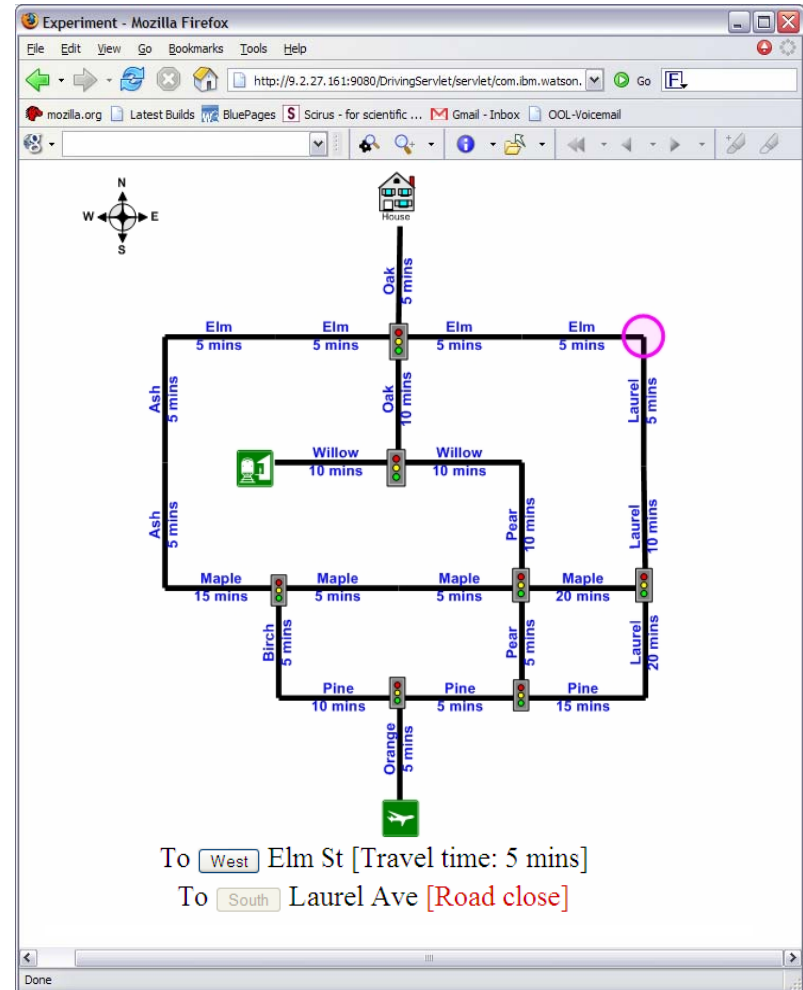 Experiment - Mozilla Firefox
File Edit View Go Bookmarks Tools Help
http://9.2.27.161:9080/DrivingServlet/servlet/com.ibm.watson. Go
mozilla.org Latest Builds BluePages S Scirus - for scientific ... Gmail - Inbox OOL-Voicemail
N
W E
S
House
Oak
5 mins
Elm Elm Elm Elm
5 mins 5 mins 5 mins 5 mins
Ash
5 mins
Oak
10 mins
Laurel
5 mins
Willow Willow
10 mins 10 mins
Ash
5 mins
Pear
10 mins
Laurel
10 mins
Maple Maple Maple Maple
15 mins 5 mins 5 mins 20 mins
Birch
5 mins
Pear
5 mins
Laurel
20 mins
Pine Pine Pine
10 mins 5 mins 15 mins
Orange
5 mins
To West Elm St [Travel time: 5 mins]
To South Laurel Ave [Road close]
Done